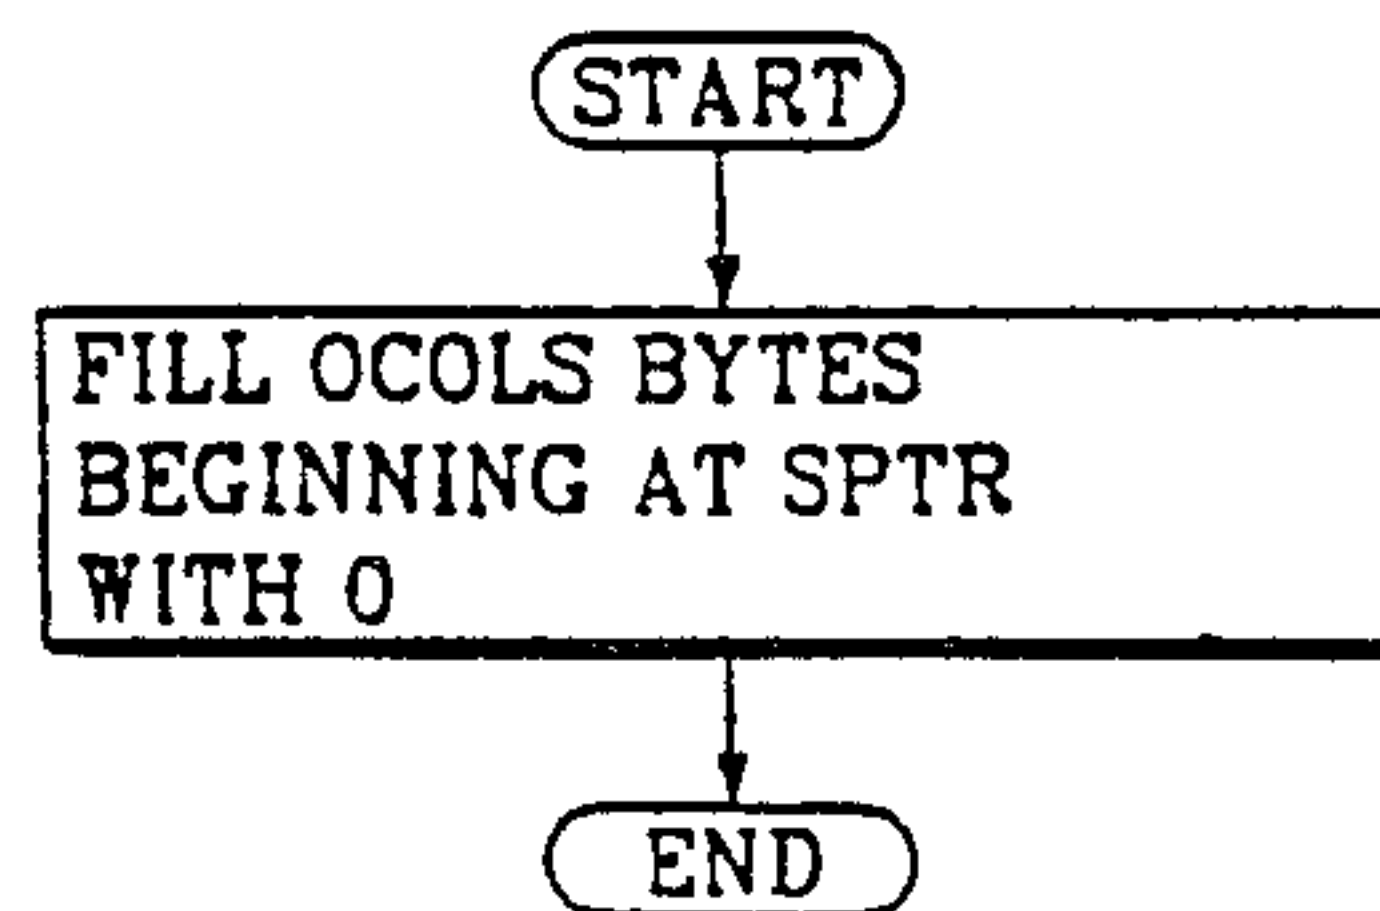 START
FILL OCOLS BYTES
BEGINNING AT SPTR
WITH 0
END